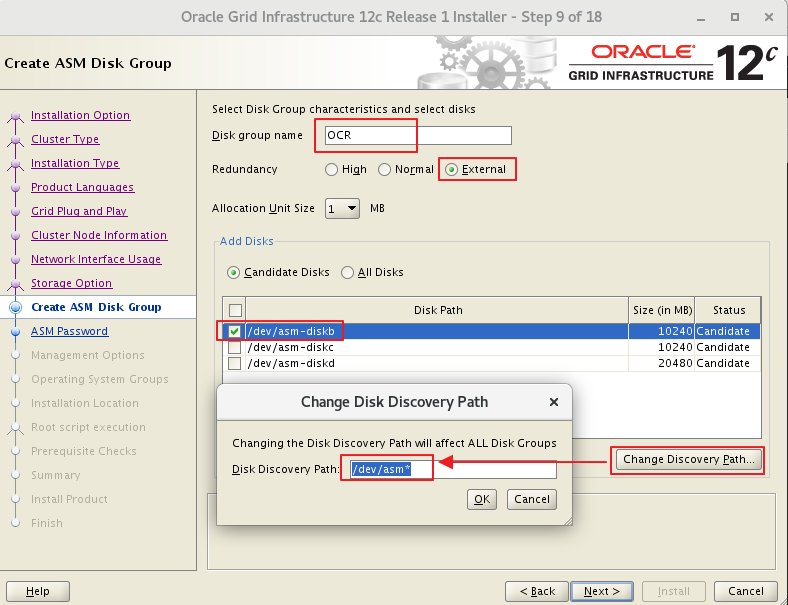 Oracle Grid Infrastructure 12c Release 1 Installer - Step 9 of 18
Create ASM Disk Group
ORACLE
GRID INFRASTRUCTURE
12c
Installation Option
Cluster Type
Installation Type
Product Languages
Grid Plug and Play
Cluster Node Information
Network Interface Usage
Storage Option
Create ASM Disk Group
ASM Password
Management Options
Operating System Groups
Installation Location
Root script execution
Prerequisite Checks
Summary
Install Product
Finish
Select Disk Group characteristics and select disks
Disk group name OCR
Redundancy High Normal External
Allocation Unit Size 1 MB
Add Disks
Candidate Disks All Disks
Disk Path Size (in MB) Status
/dev/asm-diskb 10240 Candidate
/dev/asm-diskc 10240 Candidate
/dev/asm-diskd 20480 Candidate
Change Discovery Path...
Change Disk Discovery Path
Changing the Disk Discovery Path will affect ALL Disk Groups
Disk Discovery Path: /dev/asm*
OK Cancel
Help < Back Next > Install Cancel